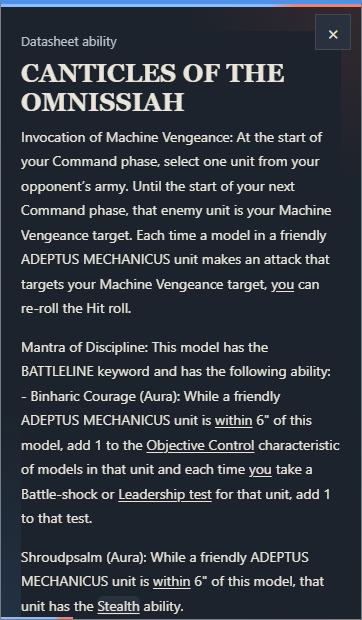 Datasheet ability
CANTICLES OF THE
OMNISSIAH
Invocation of Machine Vengeance: At the start of
your Command phase, select one unit from your
opponent’s army. Until the start of your next
Command phase, that enemy unit is your Machine
Vengeance target. Each time a model in a friendly
ADEPTUS MECHANICUS unit makes an attack that
targets your Machine Vengeance target, you can
re-roll the Hit roll.
Mantra of Discipline: This model has the
BATTLELINE keyword and has the following ability:
- Binharic Courage (Aura): While a friendly
ADEPTUS MECHANICUS unit is within 6" of this
model, add 1 to the Objective Control characteristic
of models in that unit and each time you take a
Battle-shock or Leadership test for that unit, add 1
to that test.
Shroudpsalm (Aura): While a friendly ADEPTUS
MECHANICUS unit is within 6" of this model, that
unit has the Stealth ability.